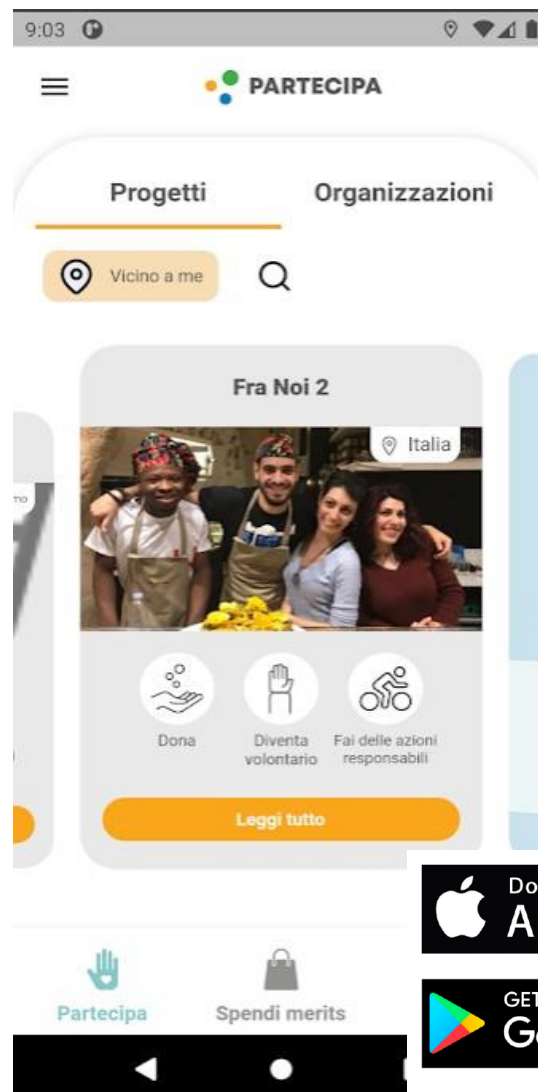 9:03
PARTECIPA
Progetti
Organizzazioni
Vicino a me
Fra Noi 2
Italia
Dona
Diventa
volontario
Fai delle azioni
responsabili
Leggi tutto
Partecipa
Spendi merits
GET